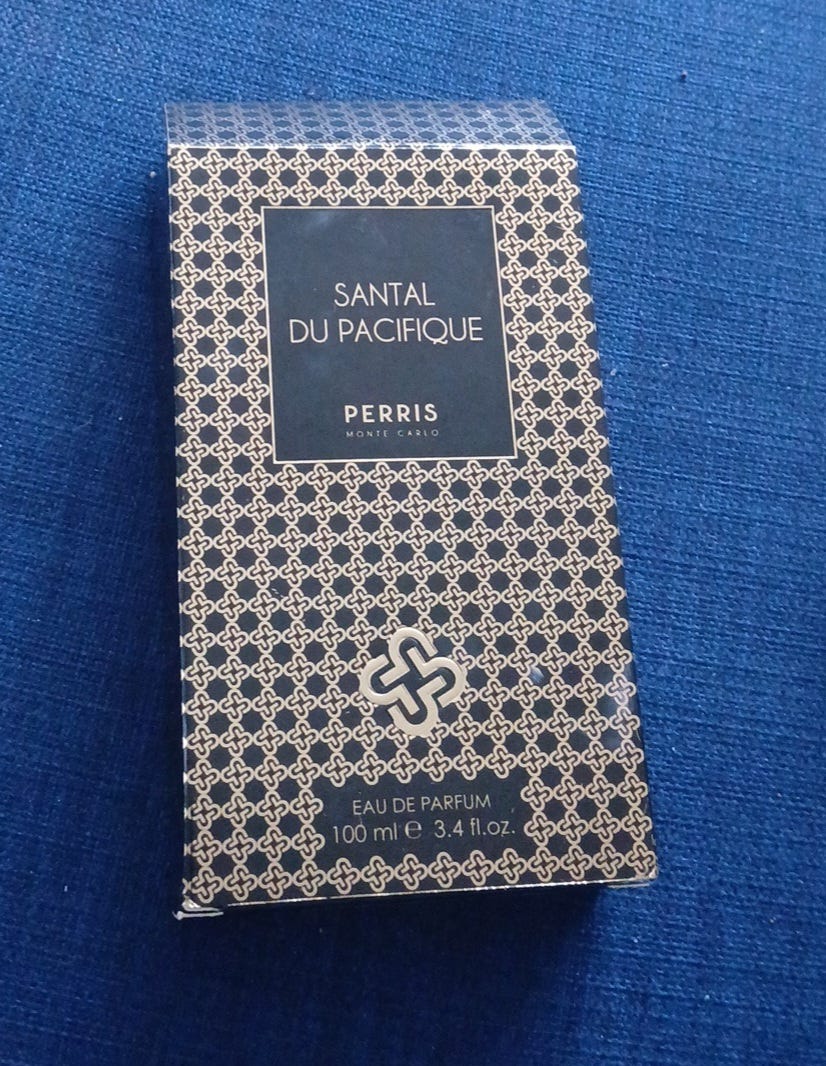 SANTAL
DU PACIFIQUE
PERRIS
MONTE CARLO
EAU DE PARFUM
100 ml ℮ 3.4 fl.oz.